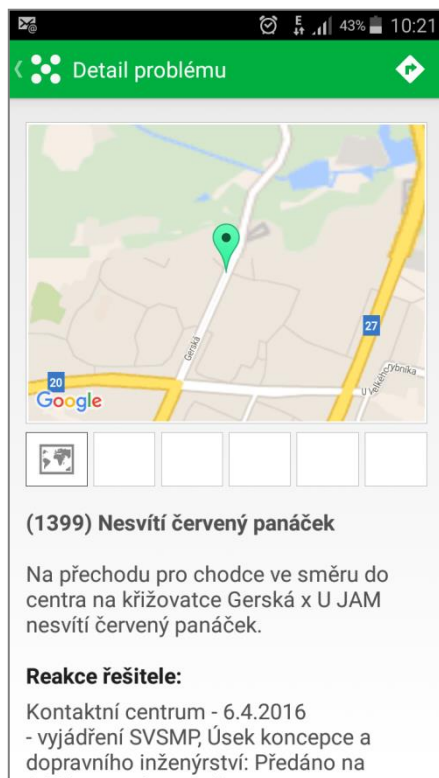 43% 10:21
Detail problému
Gerská
27
20
Google
U Velkého rybníka
(1399) Nesvítí červený panáček
Na přechodu pro chodce ve směru do
centra na křižovatce Gerská x U JAM
nesvítí červený panáček.
Reakce řešitele:
Kontaktní centrum - 6.4.2016
- vyjádření SVSMP, Úsek koncepce a
dopravního inženýrství: Předáno na